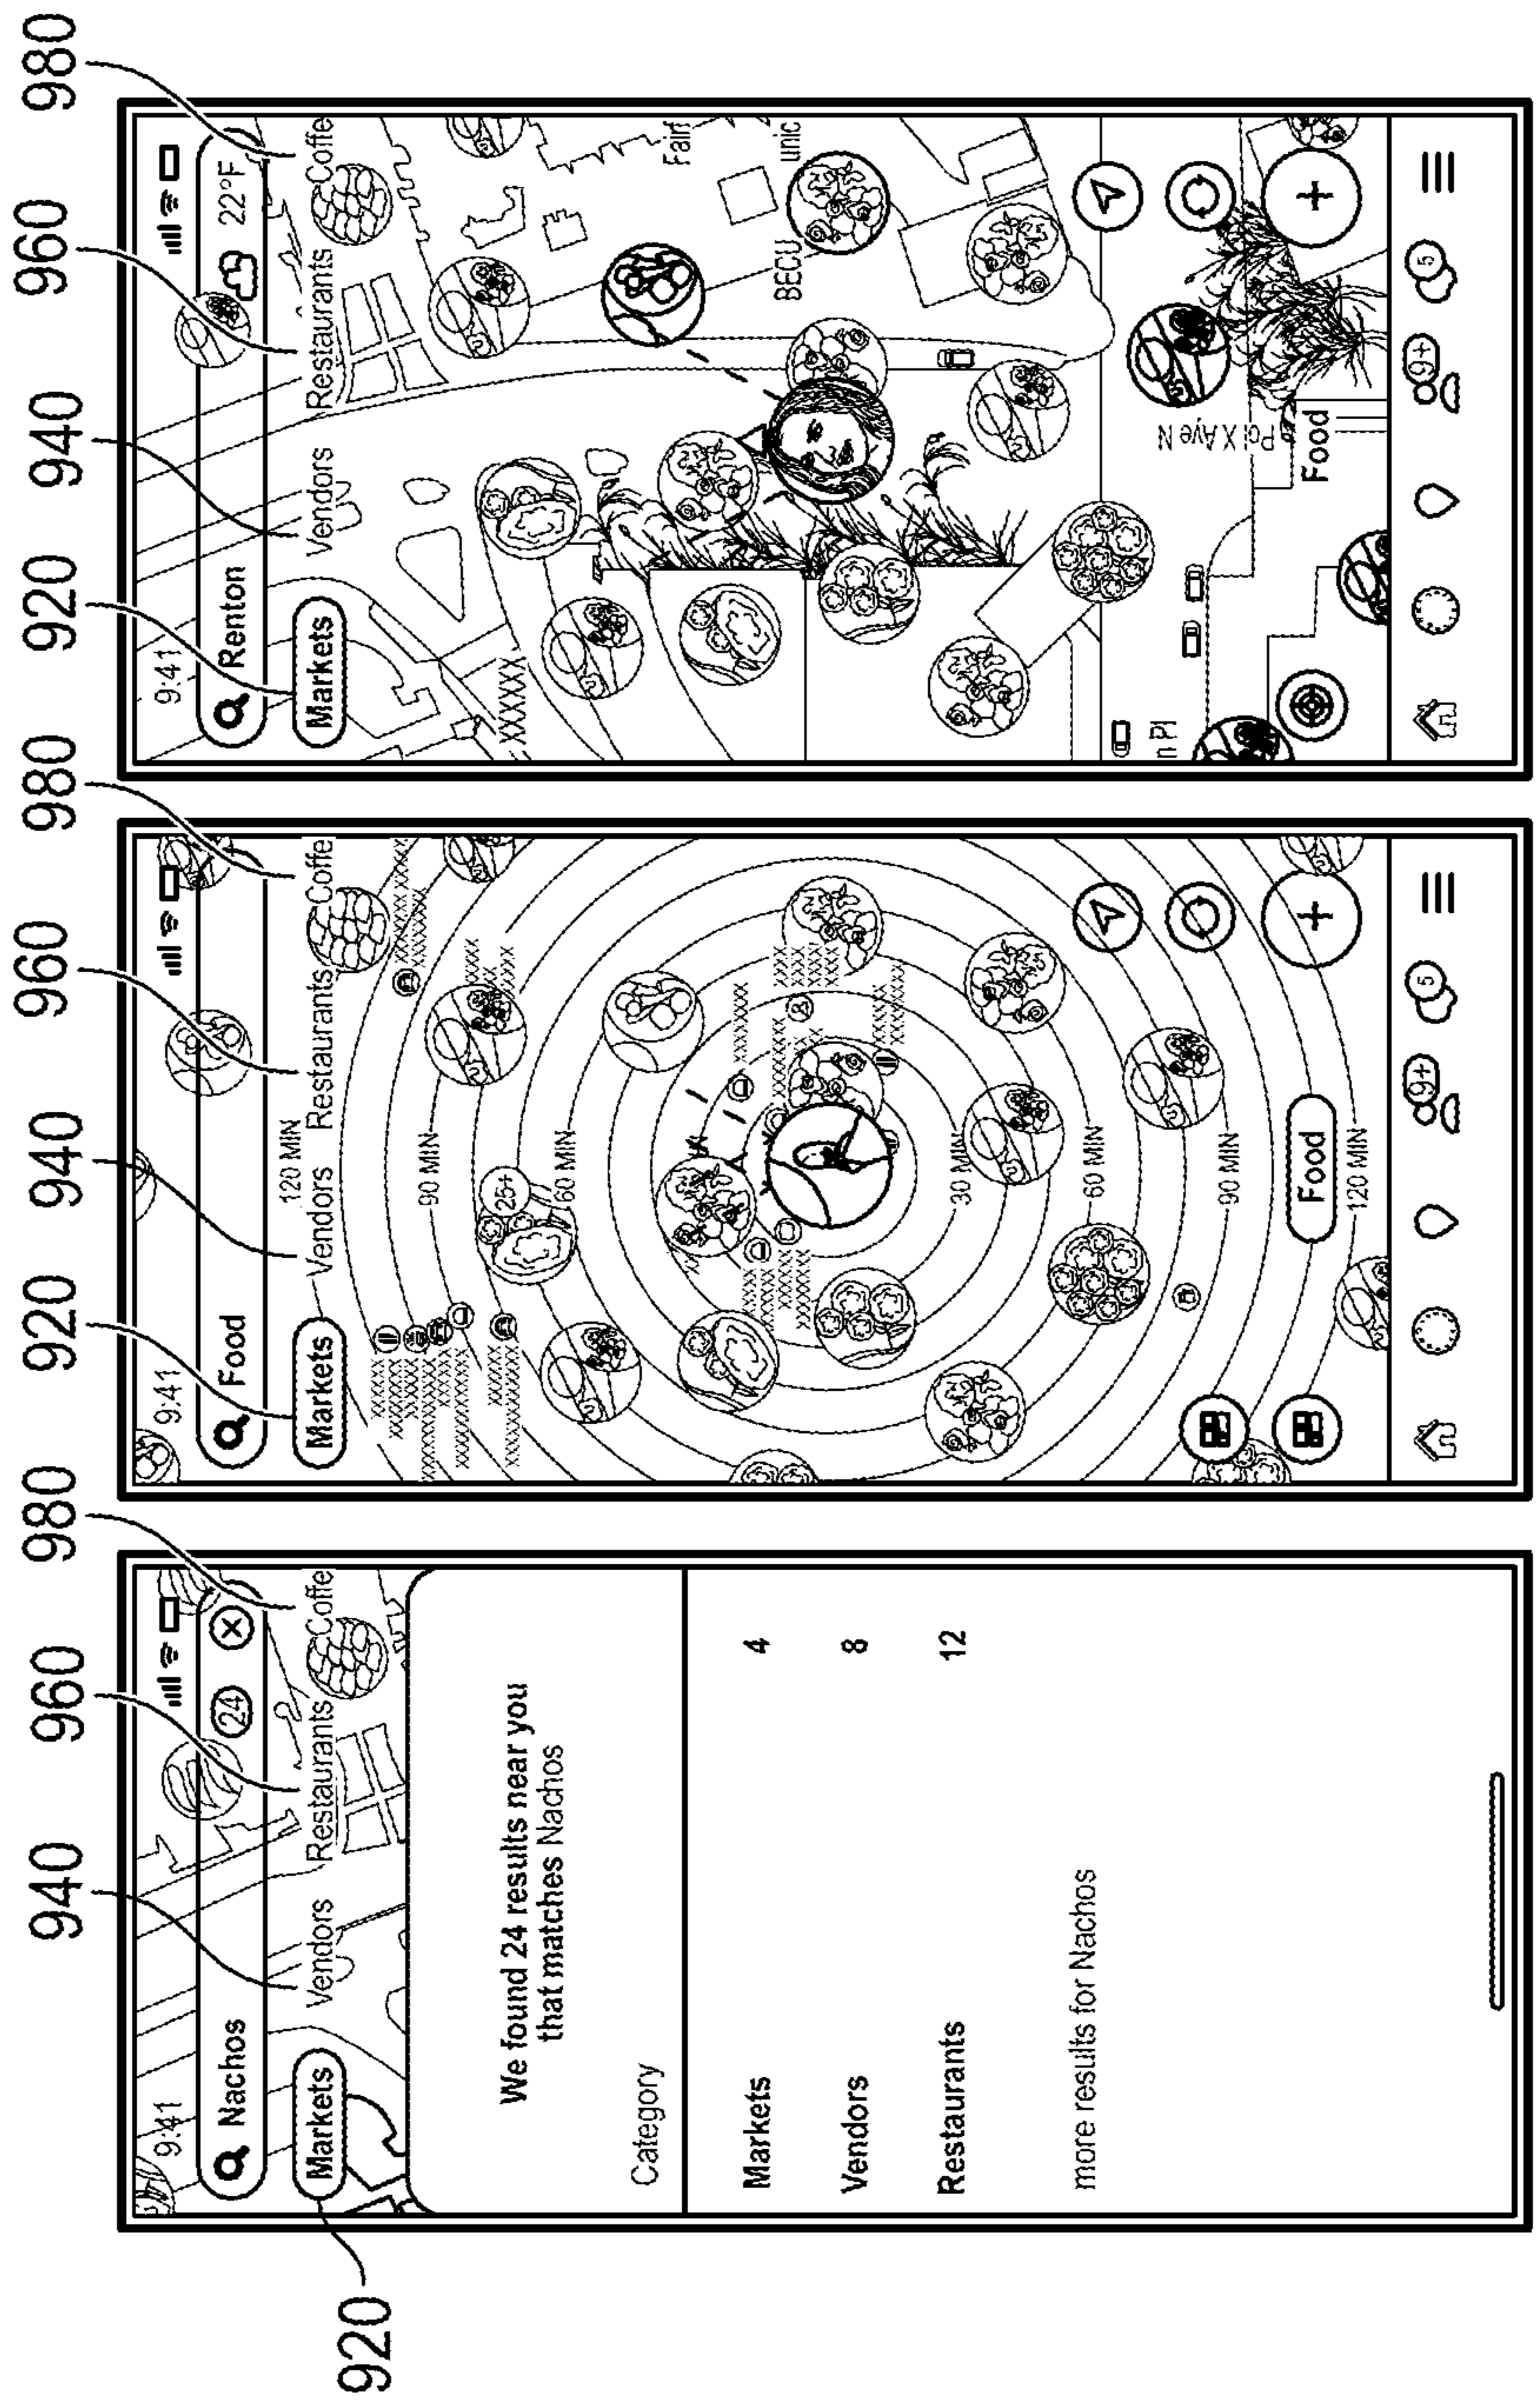 940
960
980
920
9:41
Nachos
24
Markets
Vendors
Restaurants
Coffe
We found 24 results near you
that matches Nachos
Category
Markets 4
Vendors 8
Restaurants 12
more results for Nachos
920
940
960
980
9:41
Food
Markets
Vendors
Restaurants
Coffe
120 MIN
XXXXXX
90 MIN
25+
60 MIN
30 MIN
60 MIN
90 MIN
Food
120 MIN
9+
5
920
940
960
980
9:41
Renton
22°F
Markets
Vendors
Restaurants
Coffe
XXXXXX
Fairf
unic
BECU
n Pl
Pol X Aye N
Food
9+
5